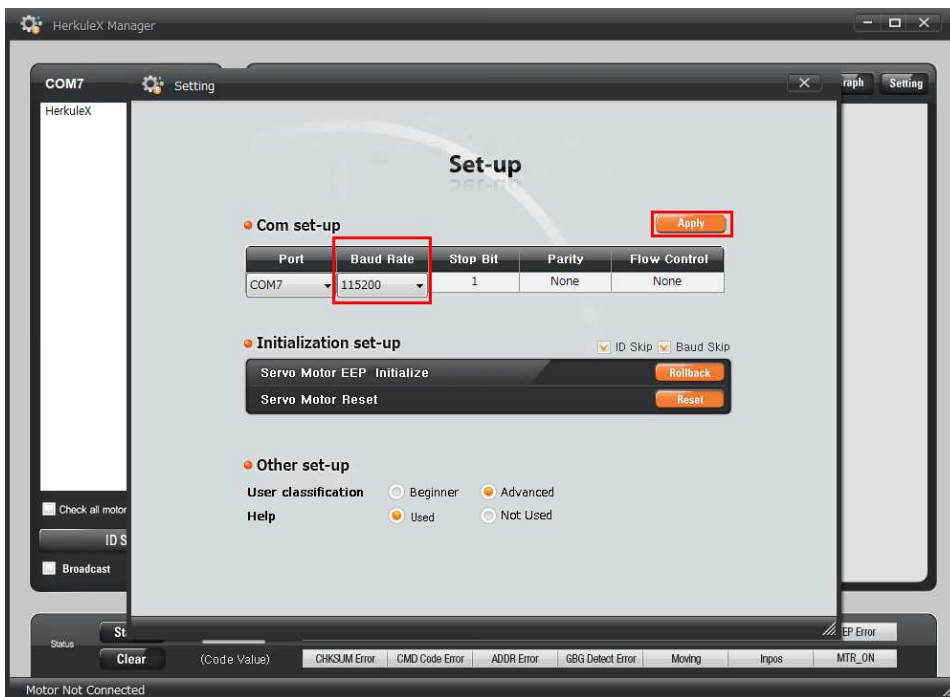 HerkuleX Manager
COM7
Setting
raph
Setting
HerkuleX
Set-up
Com set-up
Apply
Port Baud Rate Stop Bit Parity Flow Control
COM7 115200 1 None None
Initialization set-up
ID Skip Baud Skip
Servo Motor EEP Initialize
Rollback
Servo Motor Reset
Reset
Other set-up
User classification Beginner Advanced
Help Used Not Used
Check all motor
ID S
Broadcast
Status
St
EP Error
Clear (Code Value) CHKSUM Error CMD Code Error ADDR Error GBG Detect Error Moving Inpos MTR_ON
Motor Not Connected